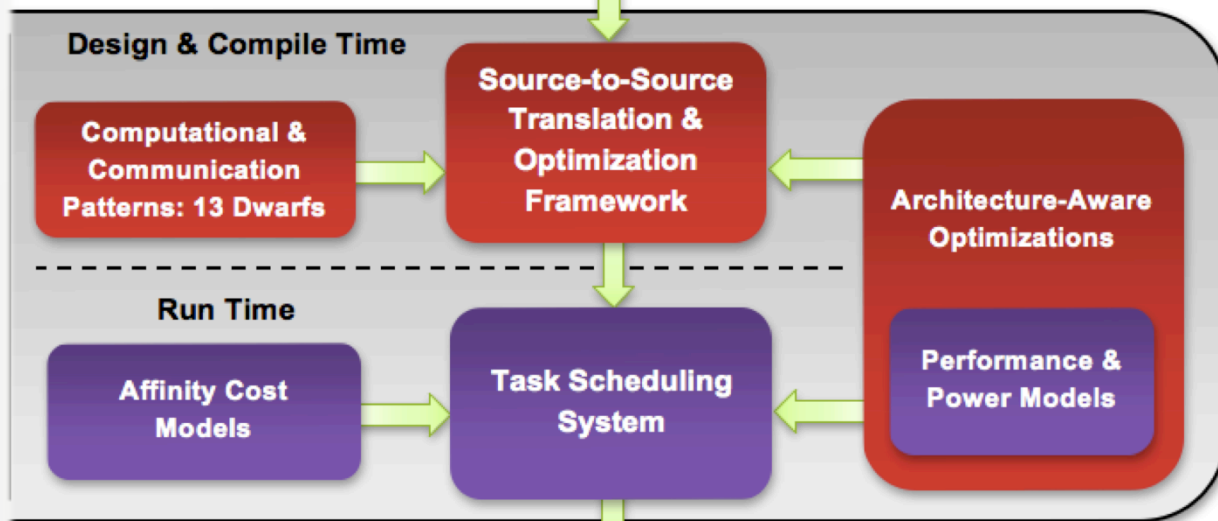 Design & Compile Time
Computational &
Communication
Patterns: 13 Dwarfs
Source-to-Source
Translation &
Optimization
Framework
Architecture-Aware
Optimizations
Run Time
Affinity Cost
Models
Task Scheduling
System
Performance &
Power Models